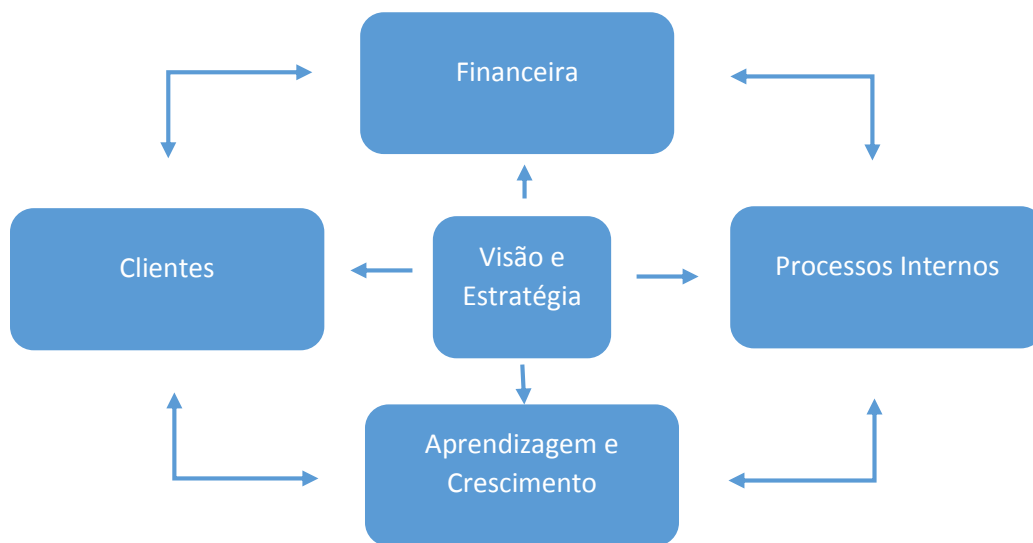 Financeira
Clientes
Visão e
Estratégia
Processos Internos
Aprendizagem e
Crescimento